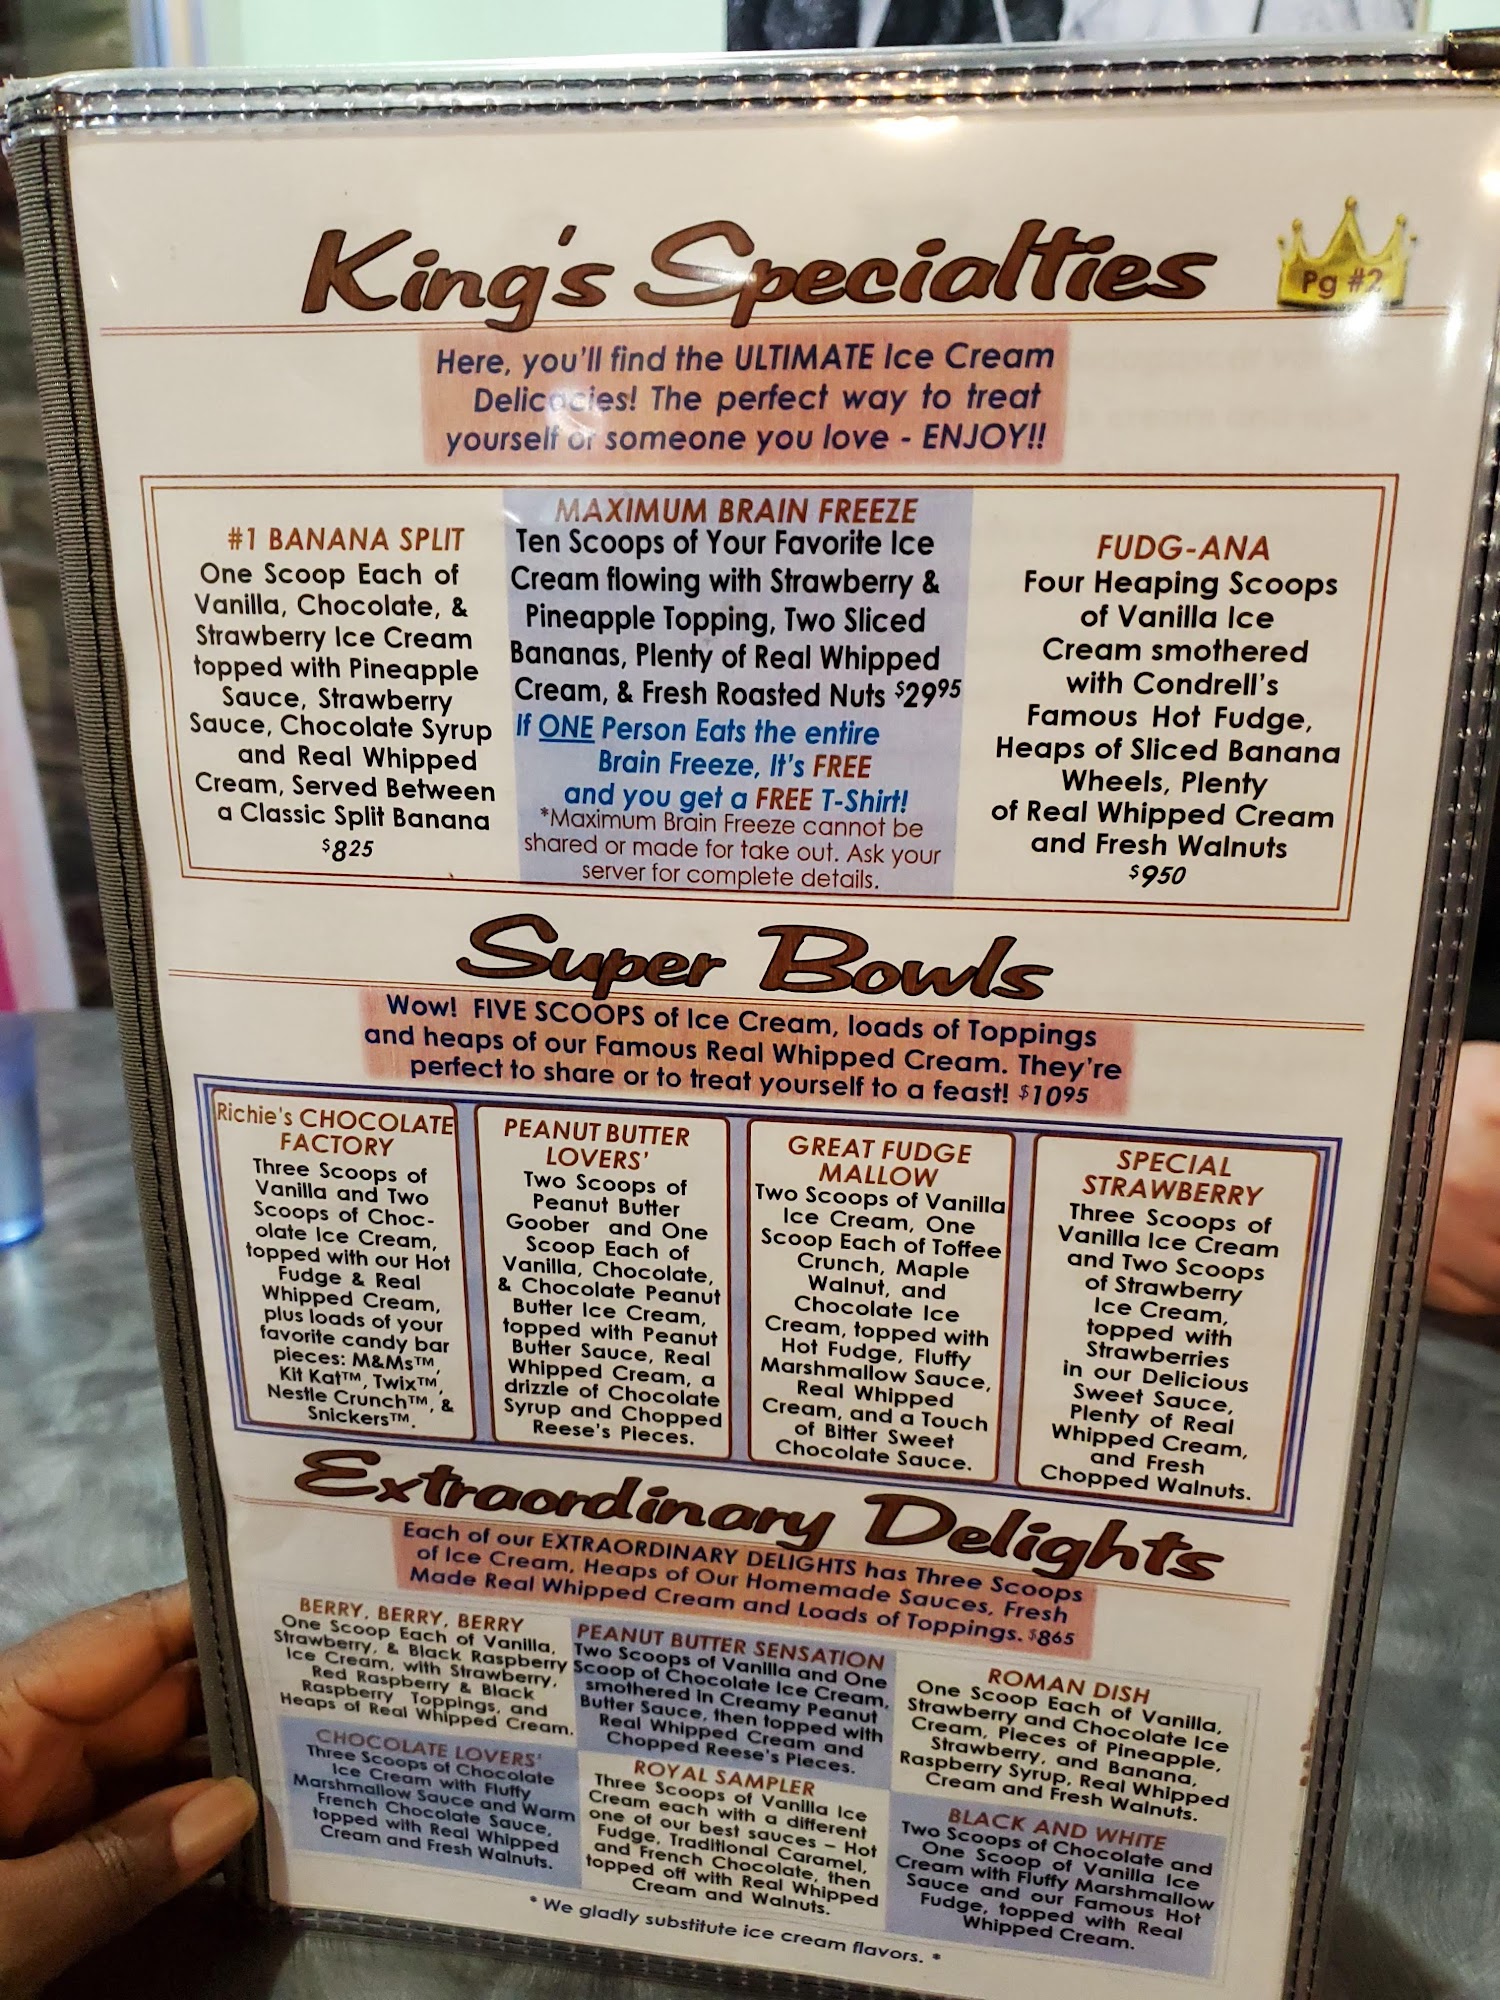 King's Specialties
Pg #2
Here, you'll find the ULTIMATE Ice Cream
Delicacies! The perfect way to treat
yourself or someone you love - ENJOY!!
#1 BANANA SPLIT
One Scoop Each of
Vanilla, Chocolate, &
Strawberry Ice Cream
topped with Pineapple
Sauce, Strawberry
Sauce, Chocolate Syrup
and Real Whipped
Cream, Served Between
a Classic Split Banana
$825
MAXIMUM BRAIN FREEZE
Ten Scoops of Your Favorite Ice
Cream flowing with Strawberry &
Pineapple Topping, Two Sliced
Bananas, Plenty of Real Whipped
Cream, & Fresh Roasted Nuts $2995
If ONE Person Eats the entire
Brain Freeze, It's FREE
and you get a FREE T-Shirt!
*Maximum Brain Freeze cannot be
shared or made for take out. Ask your
server for complete details.
FUDG-ANA
Four Heaping Scoops
of Vanilla Ice
Cream smothered
with Condrell's
Famous Hot Fudge,
Heaps of Sliced Banana
Wheels, Plenty
of Real Whipped Cream
and Fresh Walnuts
$950
Super Bowls
Wow! FIVE SCOOPS of Ice Cream, loads of Toppings
and heaps of our Famous Real Whipped Cream. They're
perfect to share or to treat yourself to a feast! $1095
Richie's CHOCOLATE
FACTORY
Three Scoops of
Vanilla and Two
Scoops of Choc-
olate Ice Cream,
topped with our Hot
Fudge & Real
Whipped Cream,
plus loads of your
favorite candy bar
pieces: M&Ms™,
Kit Kat™, Twix™,
Nestle Crunch™, &
Snickers™.
PEANUT BUTTER
LOVERS'
Two Scoops of
Peanut Butter
Goober and One
Scoop Each of
Vanilla, Chocolate,
& Chocolate Peanut
Butter Ice Cream,
topped with Peanut
Butter Sauce, Real
Whipped Cream, a
drizzle of Chocolate
Syrup and Chopped
Reese's Pieces.
GREAT FUDGE
MALLOW
Two Scoops of Vanilla
Ice Cream, One
Scoop Each of Toffee
Crunch, Maple
Walnut, and
Chocolate Ice
Cream, topped with
Hot Fudge, Fluffy
Marshmallow Sauce,
Real Whipped
Cream, and a Touch
of Bitter Sweet
Chocolate Sauce.
SPECIAL
STRAWBERRY
Three Scoops of
Vanilla Ice Cream
and Two Scoops
of Strawberry
Ice Cream,
topped with
Strawberries
in our Delicious
Sweet Sauce,
Plenty of Real
Whipped Cream,
and Fresh
Chopped Walnuts.
Extraordinary Delights
Each of our EXTRAORDINARY DELIGHTS has Three Scoops
of Ice Cream, Heaps of Our Homemade Sauces, Fresh
Made Real Whipped Cream and Loads of Toppings. $865
BERRY, BERRY, BERRY
One Scoop Each of Vanilla,
Strawberry, & Black Raspberry
Ice Cream, with Strawberry,
Red Raspberry & Black
Raspberry Toppings, and
Heaps of Real Whipped Cream.
PEANUT BUTTER SENSATION
Two Scoops of Vanilla and One
Scoop of Chocolate Ice Cream,
smothered in Creamy Peanut
Butter Sauce, then topped with
Real Whipped Cream and
Chopped Reese's Pieces.
ROMAN DISH
One Scoop Each of Vanilla,
Strawberry and Chocolate Ice
Cream, Pieces of Pineapple,
Strawberry, and Banana,
Raspberry Syrup, Real Whipped
Cream and Fresh Walnuts.
CHOCOLATE LOVERS'
Three Scoops of Chocolate
Ice Cream with Fluffy
Marshmallow Sauce and Warm
French Chocolate Sauce,
topped with Real Whipped
Cream and Fresh Walnuts.
ROYAL SAMPLER
Three Scoops of Vanilla Ice
Cream each with a different
one of our best sauces – Hot
Fudge, Traditional Caramel,
and French Chocolate, then
topped off with Real Whipped
Cream and Walnuts.
BLACK AND WHITE
Two Scoops of Chocolate and
One Scoop of Vanilla Ice
Cream with Fluffy Marshmallow
Sauce and our Famous Hot
Fudge, topped with Real
Whipped Cream.
* We gladly substitute ice cream flavors. *